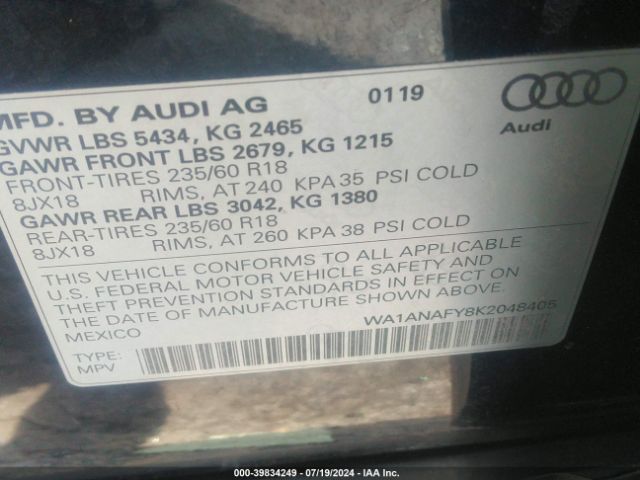 MFD. BY AUDI AG 0119
Audi
GVWR LBS 5434, KG 2465
GAWR FRONT LBS 2679, KG 1215
FRONT-TIRES 235/60 R18
8JX18 RIMS, AT 240 KPA 35 PSI COLD
GAWR REAR LBS 3042, KG 1380
REAR-TIRES 235/60 R18
8JX18 RIMS, AT 260 KPA 38 PSI COLD
THIS VEHICLE CONFORMS TO ALL APPLICABLE
U.S. FEDERAL MOTOR VEHICLE SAFETY AND
THEFT PREVENTION STANDARDS IN EFFECT ON
THE DATE OF MANUFACTURE SHOWN ABOVE.
MEXICO WA1ANAFY8K2048405
TYPE:
MPV
000-39834249 - 07/19/2024 - IAA Inc.